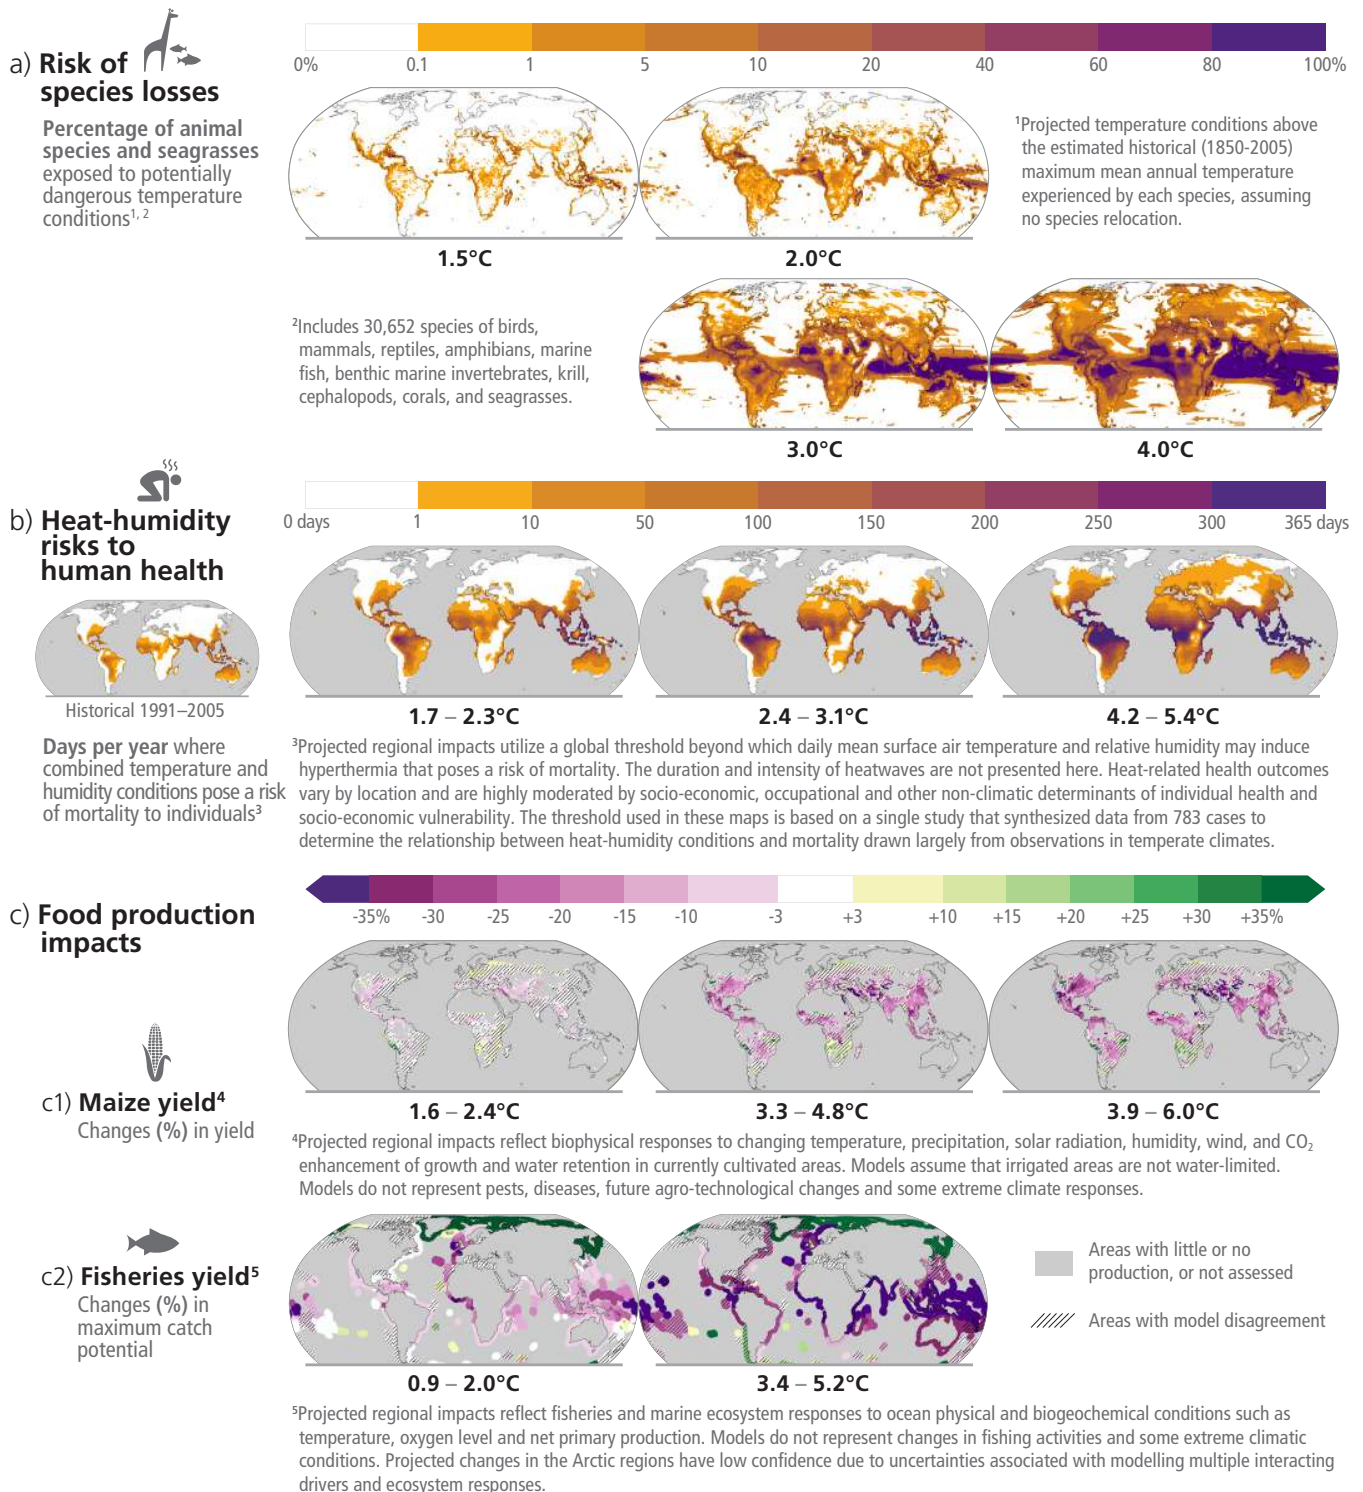 a) Risk of
species losses
Percentage of animal
species and seagrasses
exposed to potentially
dangerous temperature
conditions1, 2
0% 0.1 1 5 10 20 40 60 80 100%
1.5°C
2.0°C
1Projected temperature conditions above
the estimated historical (1850-2005)
maximum mean annual temperature
experienced by each species, assuming
no species relocation.
2Includes 30,652 species of birds,
mammals, reptiles, amphibians, marine
fish, benthic marine invertebrates, krill,
cephalopods, corals, and seagrasses.
3.0°C
4.0°C
b) Heat-humidity
risks to
human health
0 days 1 10 50 100 150 200 250 300 365 days
Historical 1991–2005
Days per year where
combined temperature and
humidity conditions pose a risk
of mortality to individuals3
1.7 – 2.3°C
2.4 – 3.1°C
4.2 – 5.4°C
3Projected regional impacts utilize a global threshold beyond which daily mean surface air temperature and relative humidity may induce
hyperthermia that poses a risk of mortality. The duration and intensity of heatwaves are not presented here. Heat-related health outcomes
vary by location and are highly moderated by socio-economic, occupational and other non-climatic determinants of individual health and
socio-economic vulnerability. The threshold used in these maps is based on a single study that synthesized data from 783 cases to
determine the relationship between heat-humidity conditions and mortality drawn largely from observations in temperate climates.
c) Food production
impacts
-35% -30 -25 -20 -15 -10 -3 +3 +10 +15 +20 +25 +30 +35%
c1) Maize yield4
Changes (%) in yield
1.6 – 2.4°C
3.3 – 4.8°C
3.9 – 6.0°C
4Projected regional impacts reflect biophysical responses to changing temperature, precipitation, solar radiation, humidity, wind, and CO2
enhancement of growth and water retention in currently cultivated areas. Models assume that irrigated areas are not water-limited.
Models do not represent pests, diseases, future agro-technological changes and some extreme climate responses.
c2) Fisheries yield5
Changes (%) in
maximum catch
potential
0.9 – 2.0°C
3.4 – 5.2°C
Areas with little or no
production, or not assessed
Areas with model disagreement
5Projected regional impacts reflect fisheries and marine ecosystem responses to ocean physical and biogeochemical conditions such as
temperature, oxygen level and net primary production. Models do not represent changes in fishing activities and some extreme climatic
conditions. Projected changes in the Arctic regions have low confidence due to uncertainties associated with modelling multiple interacting
drivers and ecosystem responses.